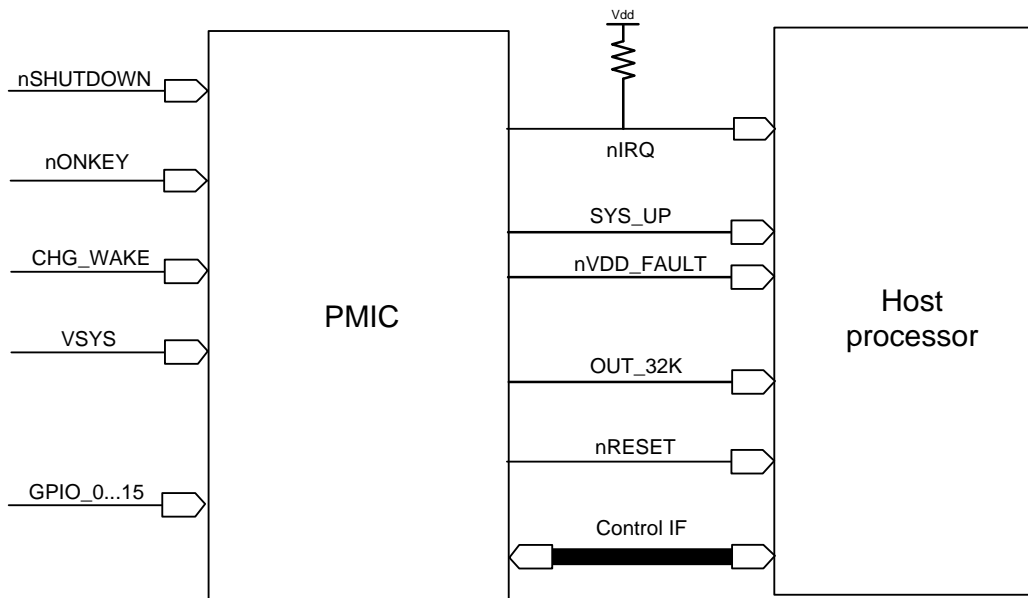 Vdd
nSHUTDOWN
nIRQ
nONKEY
SYS_UP
CHG_WAKE
nVDD_FAULT
PMIC
Host
processor
VSYS
OUT_32K
nRESET
GPIO_0...15
Control IF